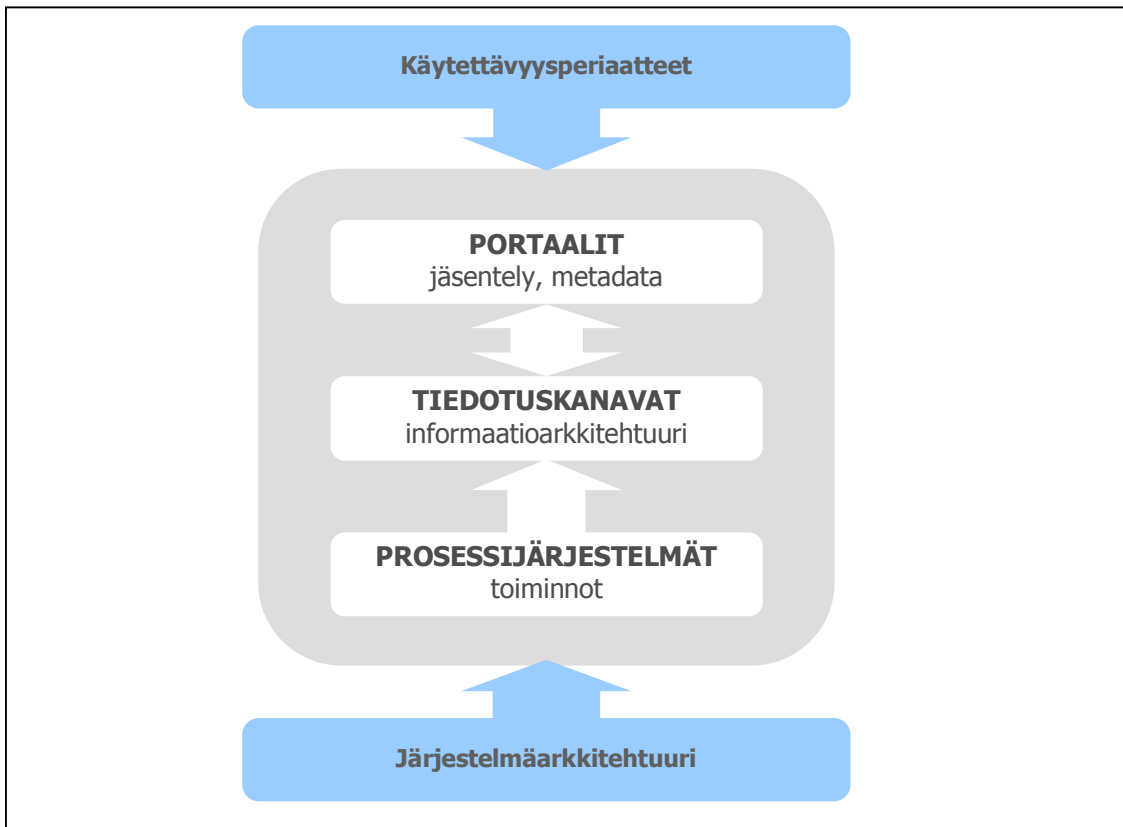 Käytettävyysperiaatteet
PORTAALIT
jäsentely, metadata
TIEDOTUSKANAVAT
informaatioarkkitehtuuri
PROSESSIJÄRJESTELMÄT
toiminnot
Järjestelmäarkkitehtuuri